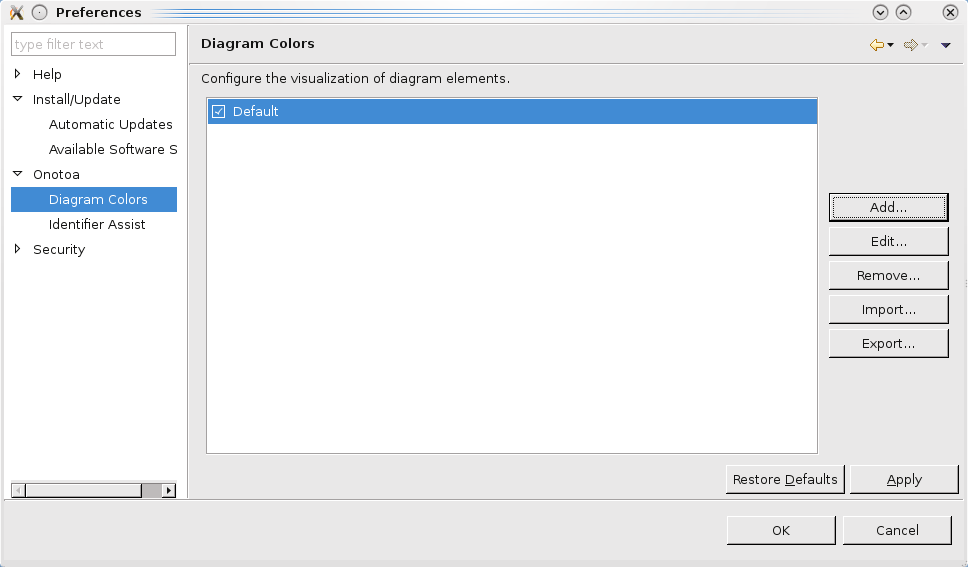 Preferences
type filter text
Help
Install/Update
Automatic Updates
Available Software S
Onotoa
Diagram Colors
Identifier Assist
Security
Diagram Colors
Configure the visualization of diagram elements.
Default
Add...
Edit...
Remove...
Import...
Export...
Restore Defaults
Apply
OK
Cancel